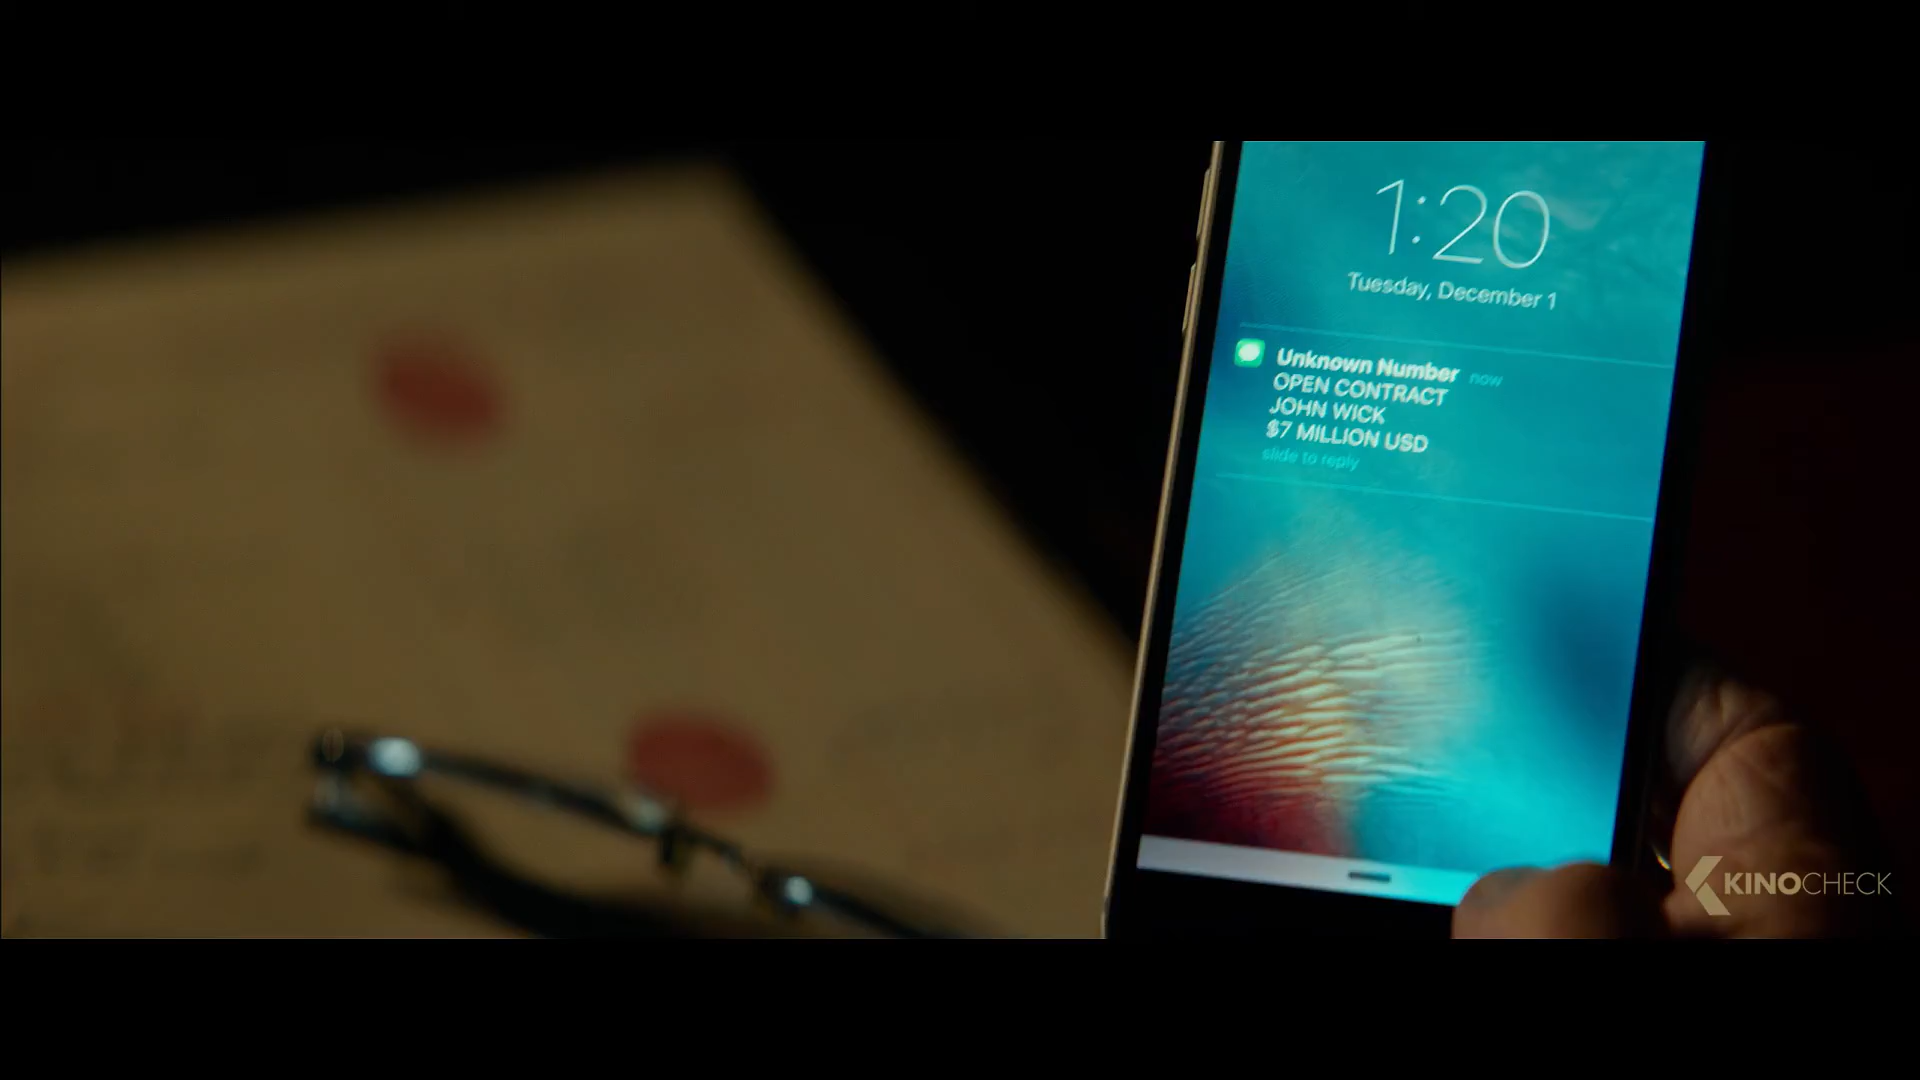 1:20
Tuesday, December 1
Unknown Number now
OPEN CONTRACT
JOHN WICK
$7 MILLION USD
slide to reply
KINOCHECK